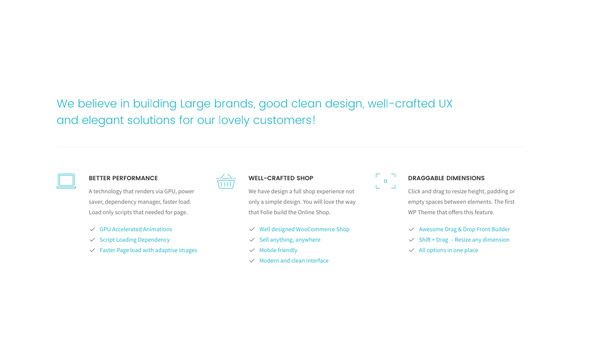 We believe in building Large brands, good clean design, well-crafted UX
and elegant solutions for our lovely customers!
BETTER PERFORMANCE
A technology that renders via GPU, power
saver, dependency manager, faster load.
Load only scripts that needed for page.
GPU Accelerated Animations
Script Loading Dependency
Faster Page load with adaptive images
WELL-CRAFTED SHOP
We have design a full shop experience not
only a simple design. You will love the way
that Folie build the Online Shop.
Well designed WooCommerce Shop
Sell anything, anywhere
Mobile friendly
Modern and clean interface
DRAGGABLE DIMENSIONS
Click and drag to resize height, padding or
empty spaces between elements. The first
WP Theme that offers this feature.
Awesome Drag & Drop Front Builder
Shift + Drag - Resize any dimension
All options in one place